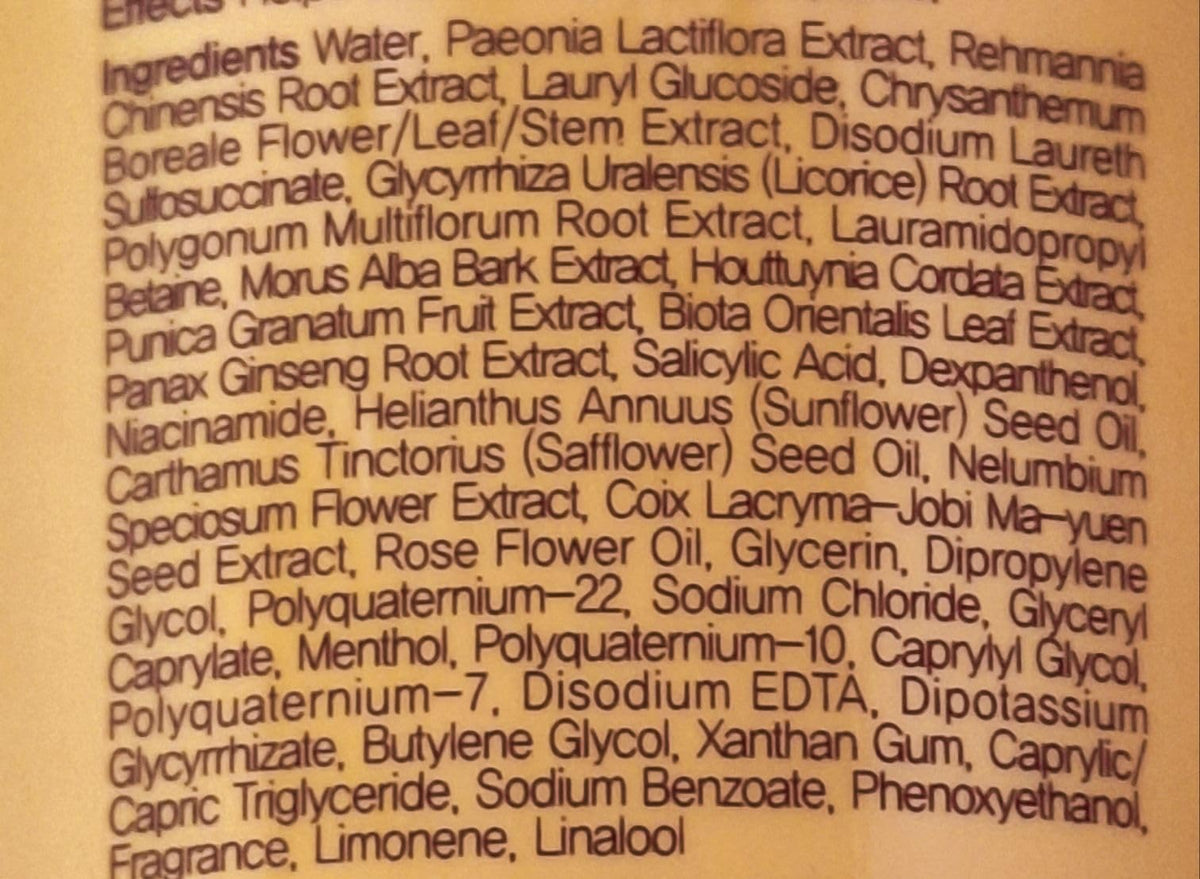 Effects
Ingredients Water, Paeonia Lactiflora Extract, Rehmannia
Chinensis Root Extract, Lauryl Glucoside, Chrysanthemum
Boreale Flower/Leaf/Stem Extract, Disodium Laureth
Sulfosuccinate, Glycyrrhiza Uralensis (Licorice) Root Extract,
Polygonum Multiflorum Root Extract, Lauramidopropyl
Betaine, Morus Alba Bark Extract, Houttuynia Cordata Extract,
Punica Granatum Fruit Extract, Biota Orientalis Leaf Extract,
Panax Ginseng Root Extract, Salicylic Acid, Dexpanthenol,
Niacinamide, Helianthus Annuus (Sunflower) Seed Oil,
Carthamus Tinctorius (Safflower) Seed Oil, Nelumbium
Speciosum Flower Extract, Coix Lacryma-Jobi Ma-yuen
Seed Extract, Rose Flower Oil, Glycerin, Dipropylene
Glycol, Polyquaternium-22, Sodium Chloride, Glyceryl
Caprylate, Menthol, Polyquaternium-10, Caprylyl Glycol,
Polyquaternium-7, Disodium EDTA, Dipotassium
Glycyrrhizate, Butylene Glycol, Xanthan Gum, Caprylic/
Capric Triglyceride, Sodium Benzoate, Phenoxyethanol,
Fragrance, Limonene, Linalool